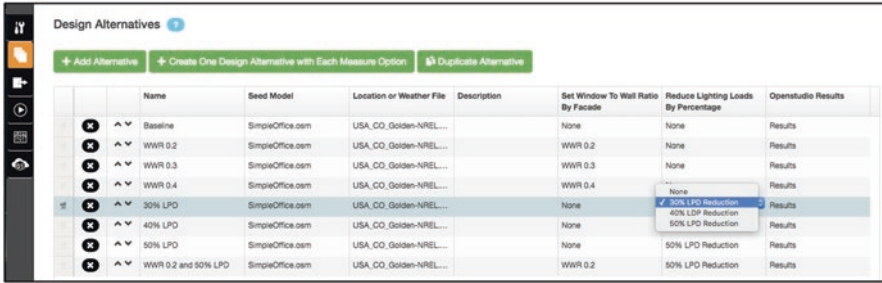 Design Alternatives ?
+ Add Alternative + Create One Design Alternative with Each Measure Option Duplicate Alternative
Name Seed Model Location or Weather File Description Set Window To Wall Ratio By Facade Reduce Lighting Loads By Percentage Openstudio Results
Baseline SimpleOffice.osm USA_CO_Golden-NREL.... None None Results
WWR 0.2 SimpleOffice.osm USA_CO_Golden-NREL.... WWR 0.2 None Results
WWR 0.3 SimpleOffice.osm USA_CO_Golden-NREL.... WWR 0.3 None Results
WWR 0.4 SimpleOffice.osm USA_CO_Golden-NREL.... WWR 0.4 Results
None
30% LPD SimpleOffice.osm USA_CO_Golden-NREL.... None ✓ 30% LPD Reduction Results
40% LPD SimpleOffice.osm USA_CO_Golden-NREL.... None 40% LDP Reduction Results
50% LPD Reduction
50% LPD SimpleOffice.osm USA_CO_Golden-NREL.... None 50% LPD Reduction Results
WWR 0.2 and 50% LPD SimpleOffice.osm USA_CO_Golden-NREL.... WWR 0.2 50% LPD Reduction Results